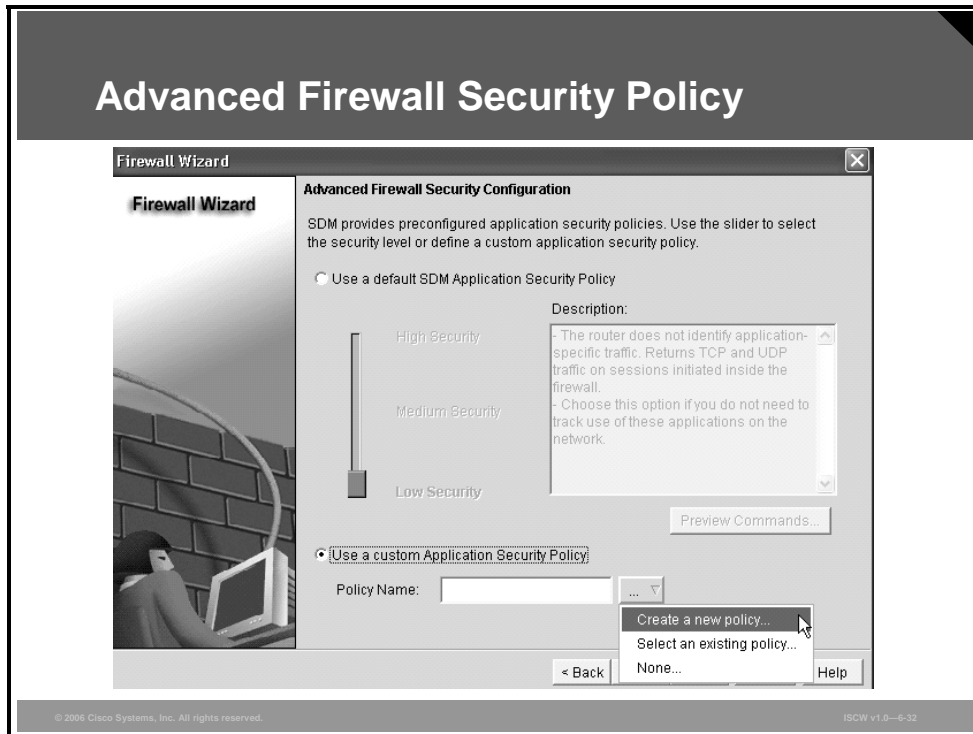 Advanced Firewall Security Policy
Firewall Wizard
Firewall Wizard
Advanced Firewall Security Configuration
SDM provides preconfigured application security policies. Use the slider to select
the security level or define a custom application security policy.
Use a default SDM Application Security Policy
Description:
High Security
Medium Security
Low Security
- The router does not identify application-
specific traffic. Returns TCP and UDP
traffic on sessions initiated inside the
firewall.
- Choose this option if you do not need to
track use of these applications on the
network.
Preview Commands...
Use a custom Application Security Policy
Policy Name:
...
Create a new policy...
Select an existing policy...
None...
< Back
Help
© 2006 Cisco Systems, Inc. All rights reserved.
ISCW v1.0—6-32